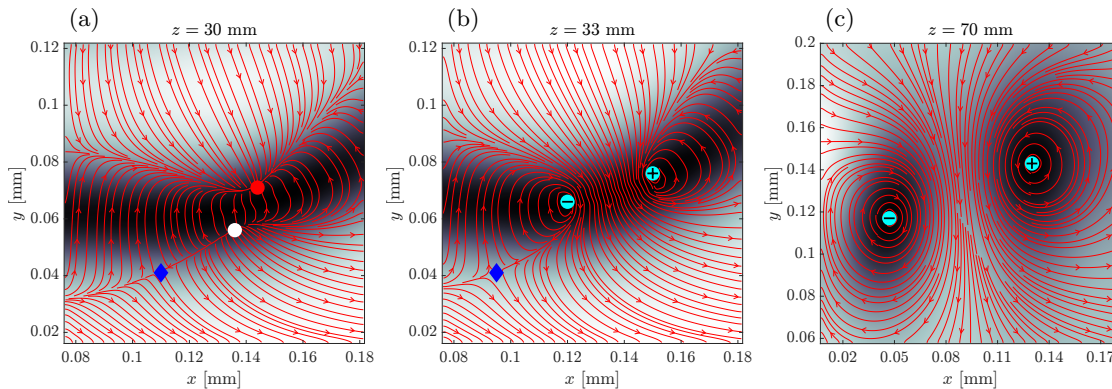 (a)
z = 30 mm
0.12
0.1
0.08
0.06
0.04
0.02
y [mm]
0.08 0.1 0.12 0.14 0.16 0.18
x [mm]
(b)
z = 33 mm
0.12
0.1
0.08
0.06
0.04
0.02
y [mm]
0.08 0.1 0.12 0.14 0.16 0.18
x [mm]
− +
(c)
z = 70 mm
0.2
0.18
0.16
0.14
0.12
0.1
0.08
0.06
y [mm]
0.02 0.05 0.08 0.11 0.14 0.17
x [mm]
+
−